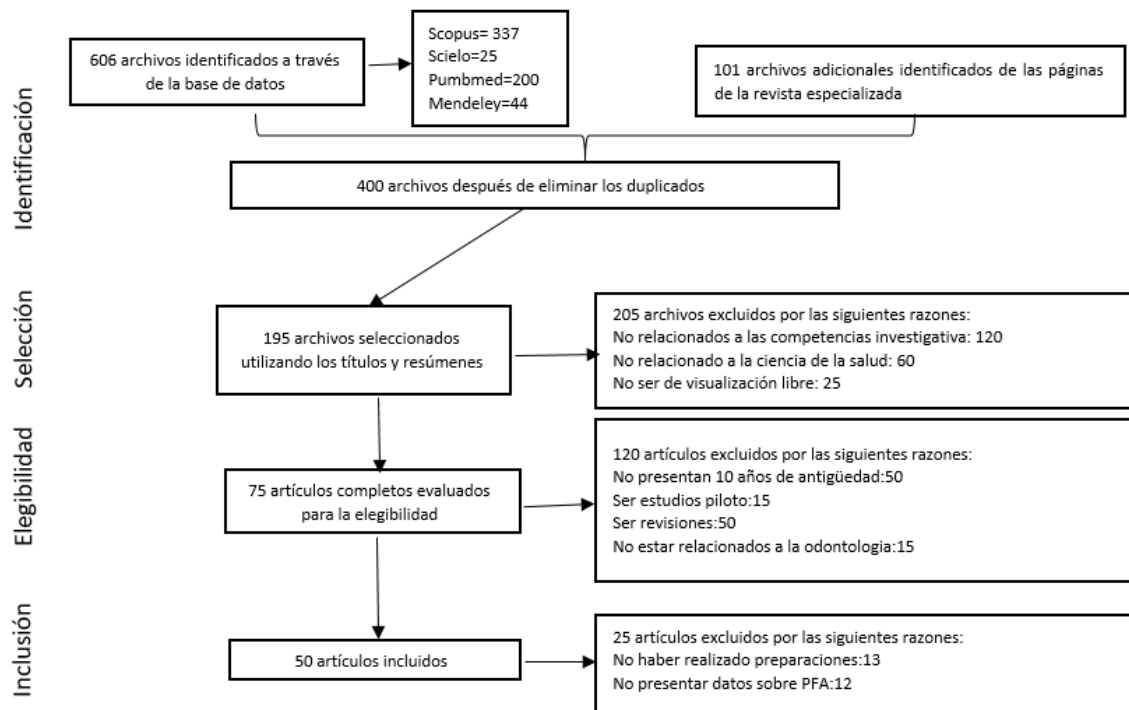 Identificación
606 archivos identificados a través
de la base de datos
Scopus= 337
Scielo=25
Pumbmed=200
Mendeley=44
101 archivos adicionales identificados de las páginas
de la revista especializada
400 archivos después de eliminar los duplicados
Selección
195 archivos seleccionados
utilizando los títulos y resúmenes
205 archivos excluidos por las siguientes razones:
No relacionados a las competencias investigativa: 120
No relacionado a la ciencia de la salud: 60
No ser de visualización libre: 25
Elegibilidad
75 artículos completos evaluados
para la elegibilidad
120 artículos excluidos por las siguientes razones:
No presentan 10 años de antigüedad:50
Ser estudios piloto:15
Ser revisiones:50
No estar relacionados a la odontologia:15
Inclusión
50 artículos incluidos
25 artículos excluidos por las siguientes razones:
No haber realizado preparaciones:13
No presentar datos sobre PFA:12